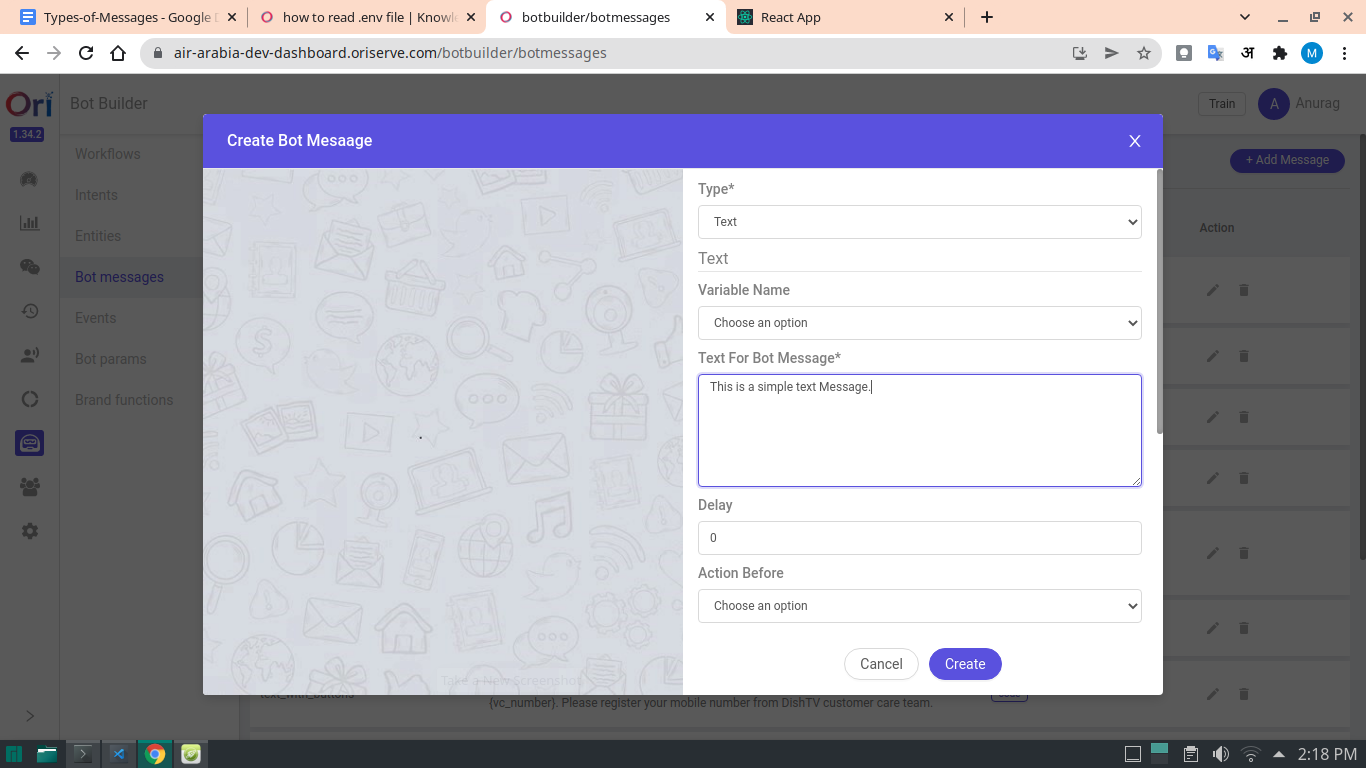 Types-of-Messages - Google D
how to read .env file | Knowle
botbuilder/botmessages
React App
air-arabia-dev-dashboard.oriserve.com/botbuilder/botmessages
अ
M
Ori
Bot Builder
Train
A
Anurag
1.34.2
Workflows
Intents
Entities
Bot messages
Events
Bot params
Brand functions
+ Add Message
Action
Create Bot Mesaage
X
Type*
Text
Text
Variable Name
Choose an option
Text For Bot Message*
This is a simple text Message.
Delay
0
Action Before
Choose an option
Cancel
Create
Take a New Screenshot
text_with_buttons
{vc_number}. Please register your mobile number from DishTV customer care team.
2:18 PM